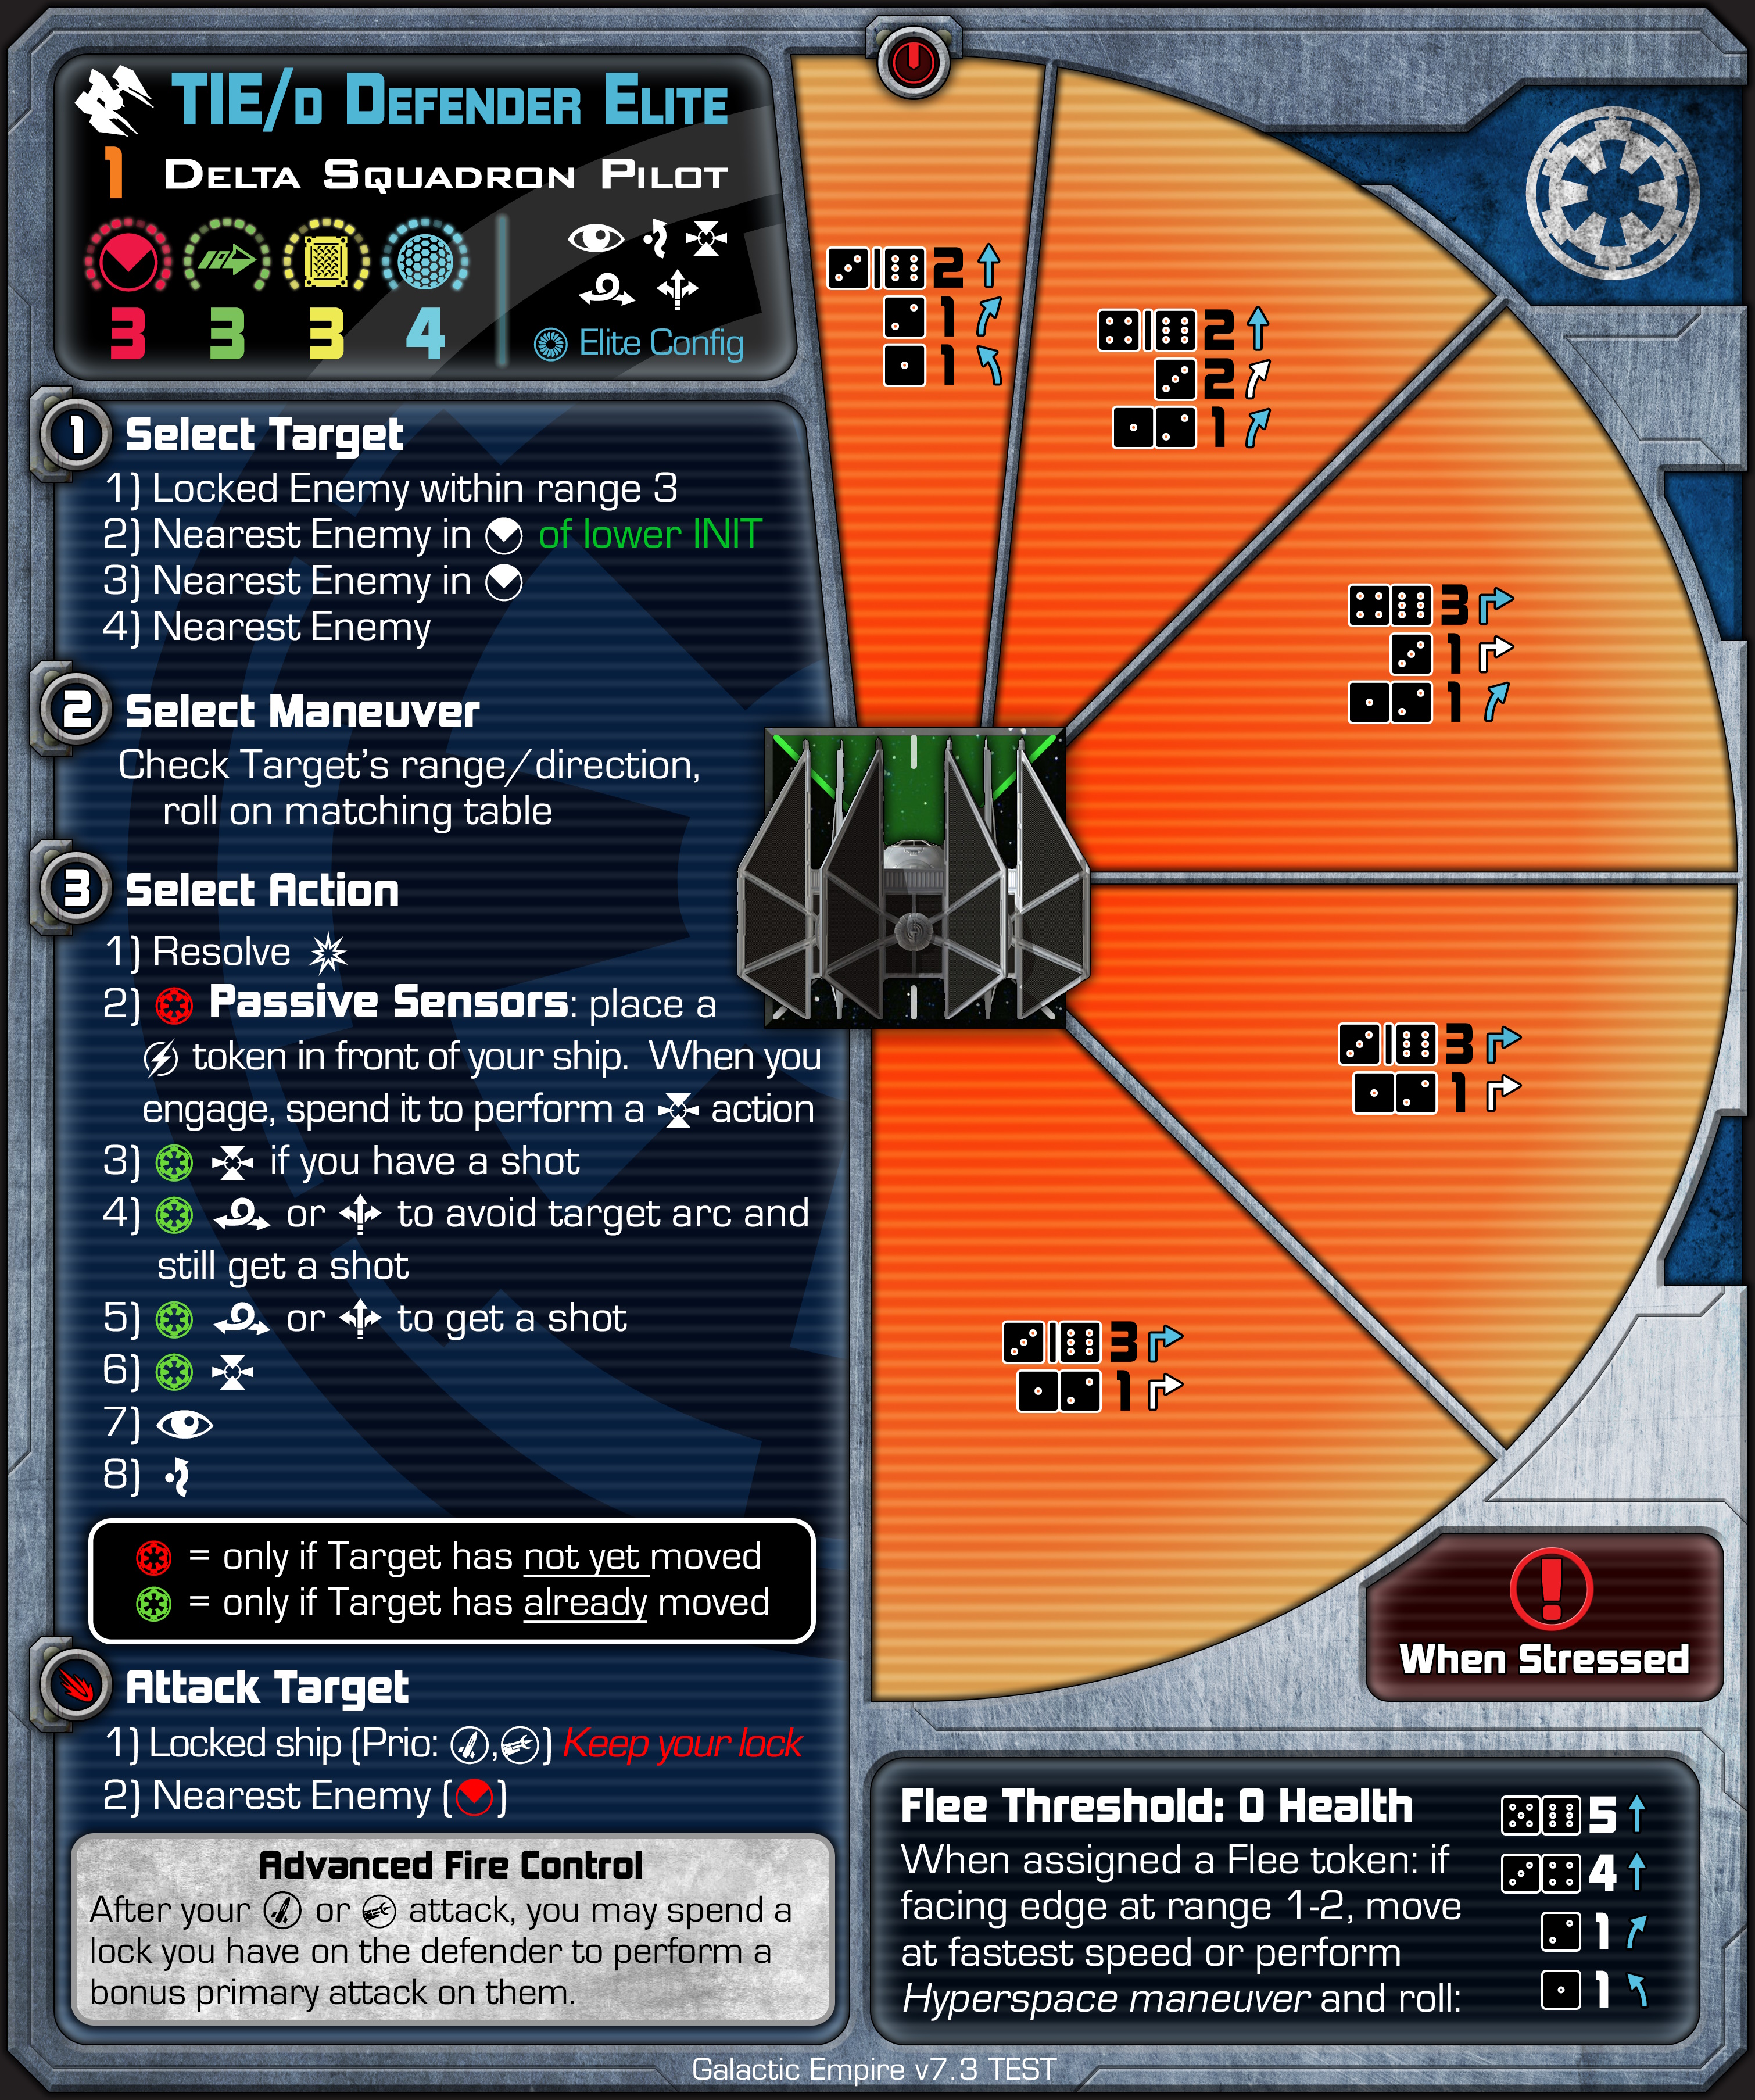 TIE/D DEFENDER ELITE
1 DELTA SQUADRON PILOT
3 3 3 4
Elite Config
1 Select Target
1) Locked Enemy within range 3
2) Nearest Enemy in of lower INIT
3) Nearest Enemy in
4) Nearest Enemy
2 Select Maneuver
Check Target's range/direction,
roll on matching table
3 Select Action
1) Resolve
2) Passive Sensors: place a
token in front of your ship. When you
engage, spend it to perform a action
3) if you have a shot
4) or to avoid target arc and
still get a shot
5) or to get a shot
6)
7)
8)
= only if Target has not yet moved
= only if Target has already moved
Attack Target
1) Locked ship (Prio: , ) Keep your lock
2) Nearest Enemy ( )
Advanced Fire Control
After your or attack, you may spend a
lock you have on the defender to perform a
bonus primary attack on them.
2
1
1
2
2
1
3
1
1
3
1
3
1
When Stressed
Flee Threshold: 0 Health
When assigned a Flee token: if
facing edge at range 1-2, move
at fastest speed or perform
Hyperspace maneuver and roll:
5
4
1
1
Galactic Empire v7.3 TEST